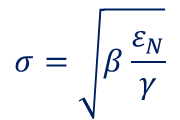 σ = √(β ε_N / γ)